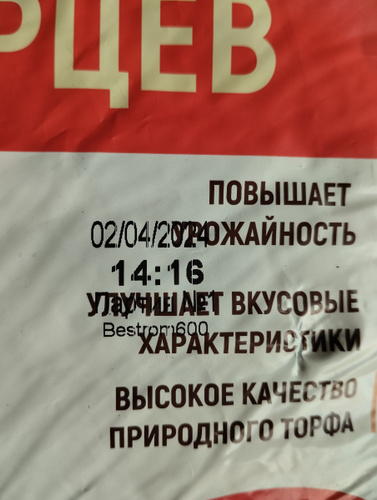 РЦЕВ
ПОВЫШАЕТ
02/04/2024
УРОЖАЙНОСТЬ
14:16
УЛУЧШАЕТ ВКУСОВЫЕ
Bestrom600
ХАРАКТЕРИСТИКИ
ВЫСОКОЕ КАЧЕСТВО
ПРИРОДНОГО ТОРФА